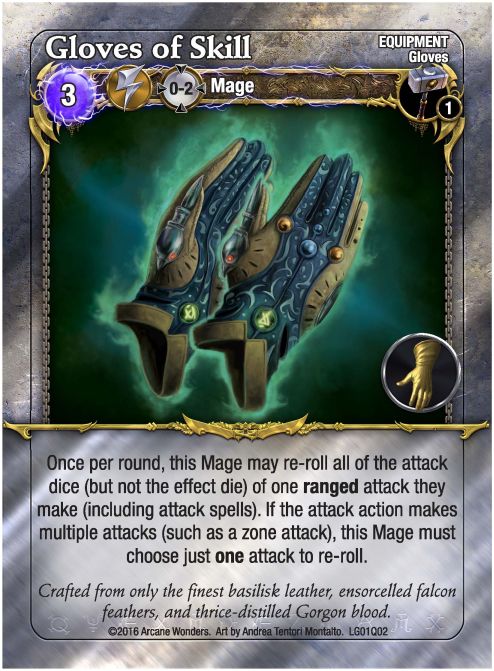 Gloves of Skill
EQUIPMENT
Gloves
3
0-2
Mage
1
Once per round, this Mage may re-roll all of the attack
dice (but not the effect die) of one ranged attack they
make (including attack spells). If the attack action makes
multiple attacks (such as a zone attack), this Mage must
choose just one attack to re-roll.
Crafted from only the finest basilisk leather, ensorcelled falcon
feathers, and thrice-distilled Gorgon blood.
©2016 Arcane Wonders. Art by Andrea Tentori Montalto. LG01Q02